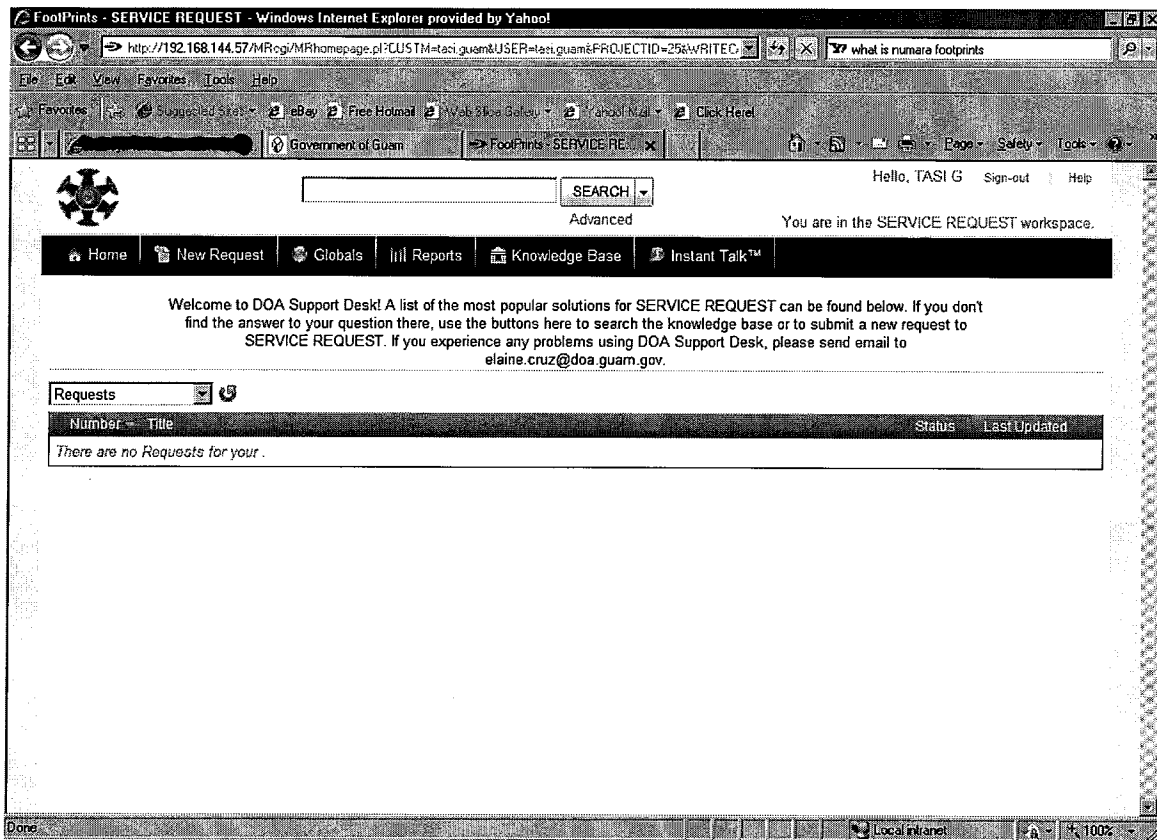 FootPrints - SERVICE REQUEST - Windows Internet Explorer provided by Yahoo!
http://192.168.144.57/MRcgi/MRhomepage.pl?CUSTM=tasi.guam&USER=tasi.guam&PROJECTID=25&WRITEC
what is numara footprints
File Edit View Favorites Tools Help
Favorites Suggested Sites eBay Free Hotmail Web Slice Gallery Yahoo! Mail Click Here!
Government of Guam FootPrints - SERVICE RE... Page Safety Tools
Hello, TASI G Sign-out Help
SEARCH
Advanced
You are in the SERVICE REQUEST workspace.
Home New Request Globals Reports Knowledge Base Instant Talk™
Welcome to DOA Support Desk! A list of the most popular solutions for SERVICE REQUEST can be found below. If you don't
find the answer to your question there, use the buttons here to search the knowledge base or to submit a new request to
SERVICE REQUEST. If you experience any problems using DOA Support Desk, please send email to
elaine.cruz@doa.guam.gov.
Requests
Number Title Status Last Updated
There are no Requests for your .
Done Local intranet 100%